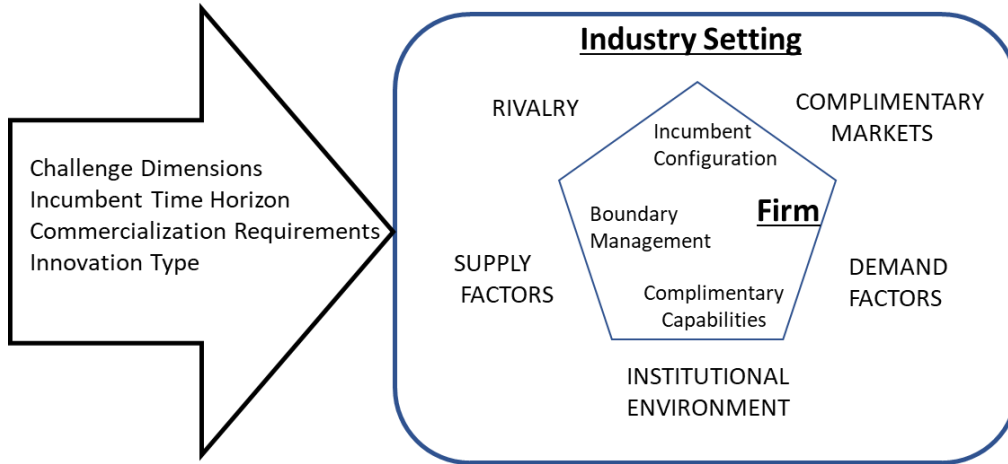 Industry Setting
RIVALRY
COMPLIMENTARY
MARKETS
Incumbent
Configuration
Challenge Dimensions
Incumbent Time Horizon
Commercialization Requirements
Innovation Type
Firm
Boundary
Management
SUPPLY
FACTORS
DEMAND
FACTORS
Complimentary
Capabilities
INSTITUTIONAL
ENVIRONMENT